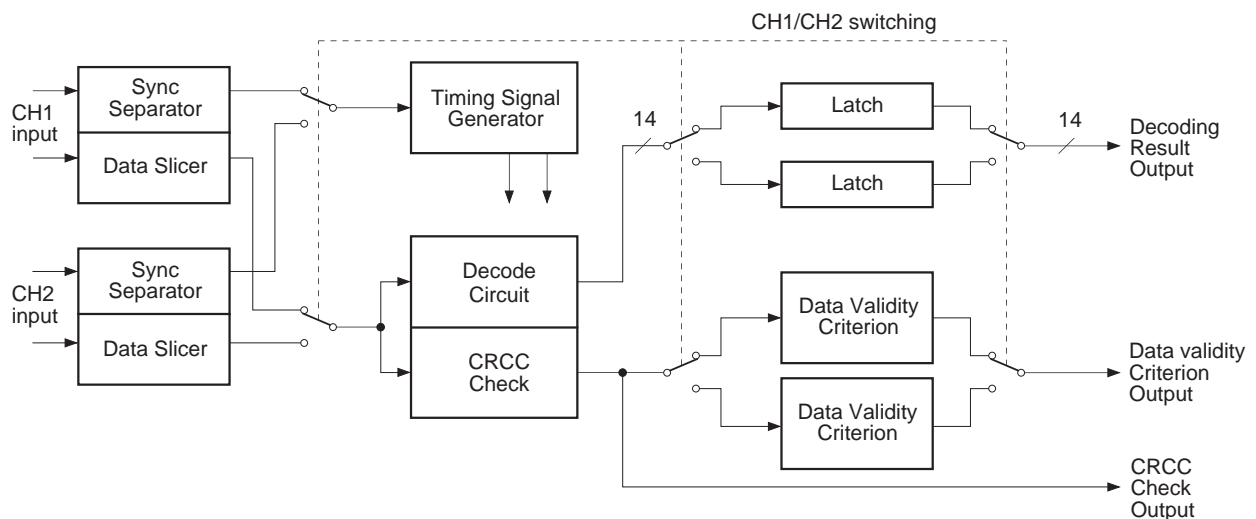 CH1/CH2 switching
CH1
input
Sync
Separator
Data Slicer
Timing Signal
Generator
14
Latch
Latch
14
Decoding
Result
Output
CH2
input
Sync
Separator
Data Slicer
Decode
Circuit
CRCC
Check
Data Validity
Criterion
Data Validity
Criterion
Data validity
Criterion
Output
CRCC
Check
Output